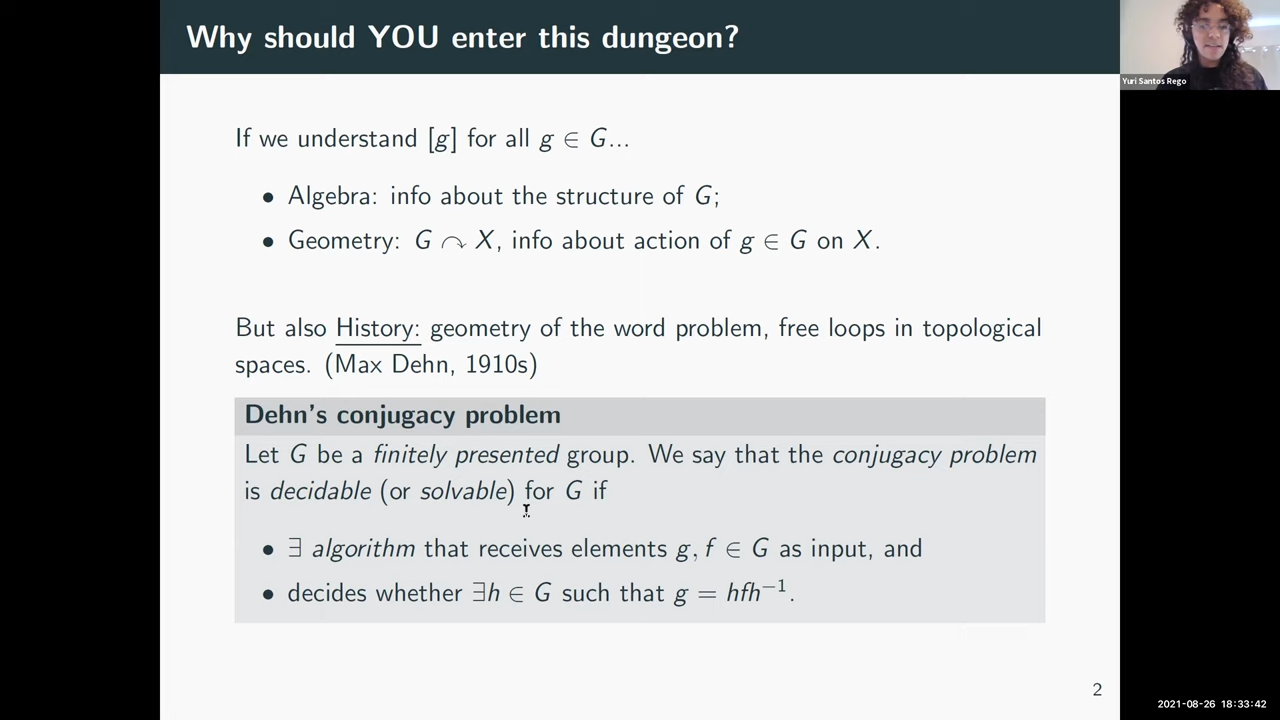 Why should YOU enter this dungeon?
Yuri Santos Rego
If we understand [g] for all g ∈ G...
• Algebra: info about the structure of G;
• Geometry: G ↷ X, info about action of g ∈ G on X.
But also History: geometry of the word problem, free loops in topological
spaces. (Max Dehn, 1910s)
Dehn's conjugacy problem
Let G be a finitely presented group. We say that the conjugacy problem
is decidable (or solvable) for G if
• ∃ algorithm that receives elements g, f ∈ G as input, and
• decides whether ∃h ∈ G such that g = hfh⁻¹.
2
2021-08-26 18:33:42